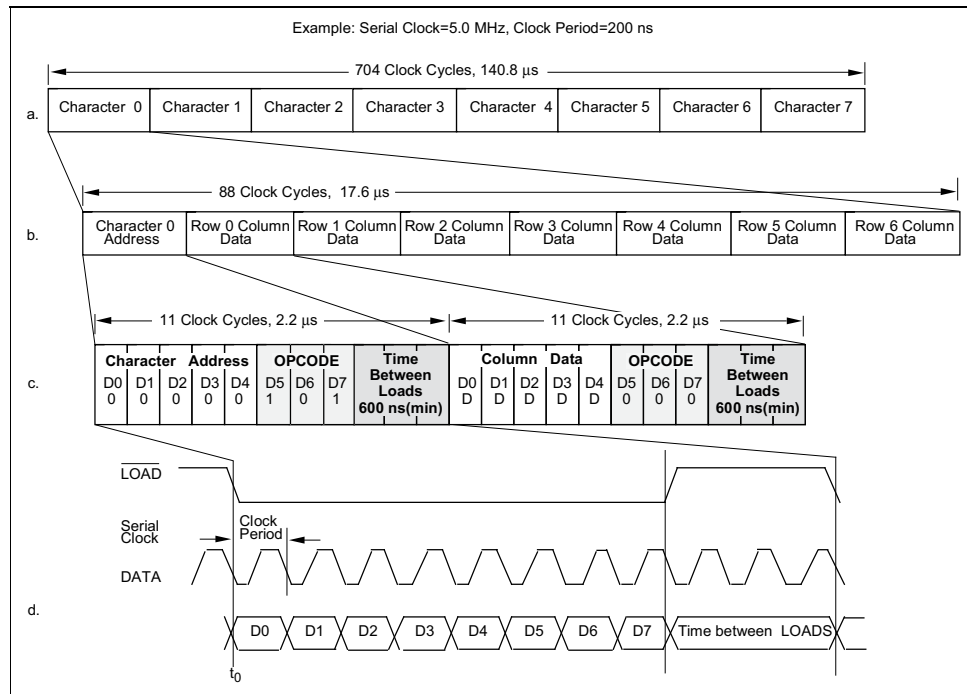 Example: Serial Clock=5.0 MHz, Clock Period=200 ns
704 Clock Cycles, 140.8 µs
a.
Character 0
Character 1
Character 2
Character 3
Character 4
Character 5
Character 6
Character 7
88 Clock Cycles, 17.6 µs
b.
Character 0
Address
Row 0 Column
Data
Row 1 Column
Data
Row 2 Column
Data
Row 3 Column
Data
Row 4 Column
Data
Row 5 Column
Data
Row 6 Column
Data
11 Clock Cycles, 2.2 µs
11 Clock Cycles, 2.2 µs
c.
Character Address
D0 D1 D2 D3 D4
0 0 0 0 0
OPCODE
D5 D6 D7
1 0 1
Time
Between
Loads
600 ns(min)
Column Data
D0 D1 D2 D3 D4
D D D D D
OPCODE
D5 D6 D7
0 0 0
Time
Between
Loads
600 ns(min)
LOAD
Serial
Clock
Clock
Period
DATA
d.
D0 D1 D2 D3 D4 D5 D6 D7 Time between LOADS
t0